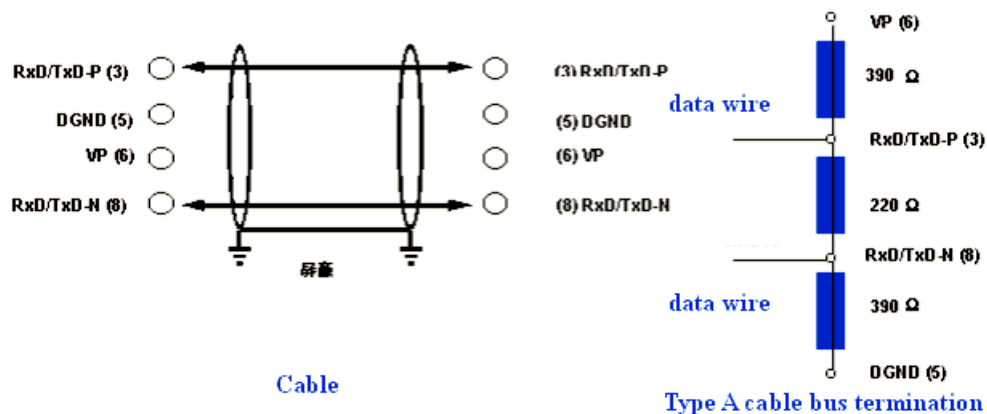 RxD/TxD-P (3)
DGND (5)
VP (6)
RxD/TxD-N (8)
(3) RxD/TxD-P
(5) DGND
(6) VP
(8) RxD/TxD-N
屏蔽
Cable
VP (6)
390 Ω
data wire
RxD/TxD-P (3)
220 Ω
RxD/TxD-N (8)
data wire
390 Ω
DGND (5)
Type A cable bus termination